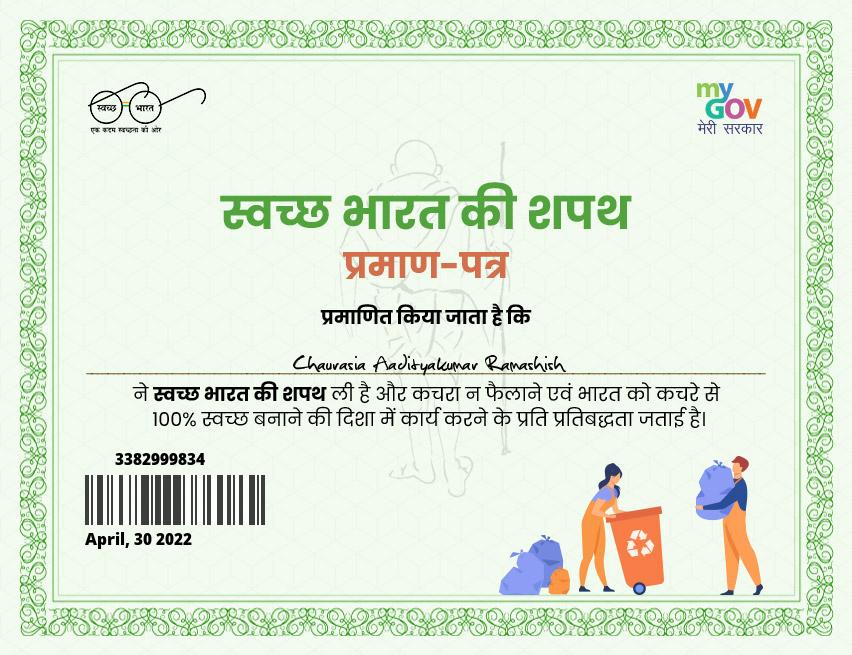 स्वच्छ भारत
एक कदम स्वच्छता की ओर
my
GOV
मेरी सरकार
स्वच्छ भारत की शपथ
प्रमाण-पत्र
प्रमाणित किया जाता है कि
Chaurasia Aadityakumar Ramashish
ने स्वच्छ भारत की शपथ ली है और कचरा न फैलाने एवं भारत को कचरे से
100% स्वच्छ बनाने की दिशा में कार्य करने के प्रति प्रतिबद्धता जताई है।
3382999834
April, 30 2022